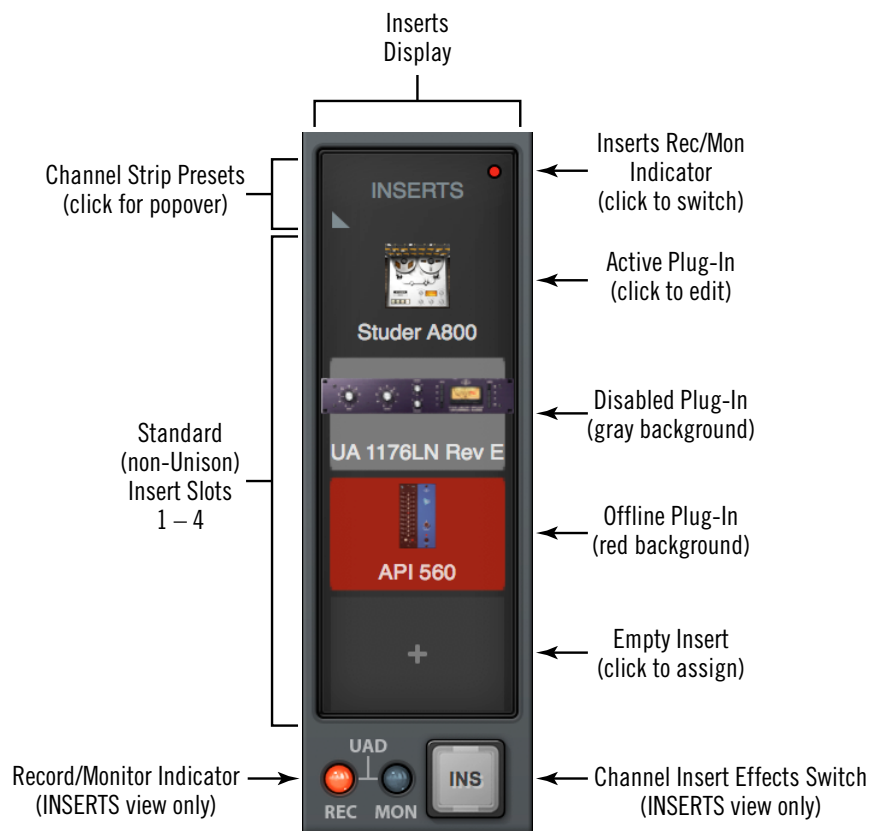 Inserts
Display
Channel Strip Presets
(click for popover)
Inserts Rec/Mon
Indicator
(click to switch)
INSERTS
Active Plug-In
(click to edit)
Studer A800
Disabled Plug-In
(gray background)
UA 1176LN Rev E
Standard
(non-Unison)
Insert Slots
1 – 4
Offline Plug-In
(red background)
API 560
Empty Insert
(click to assign)
+
UAD
Record/Monitor Indicator
(INSERTS view only)
REC MON
INS
Channel Insert Effects Switch
(INSERTS view only)